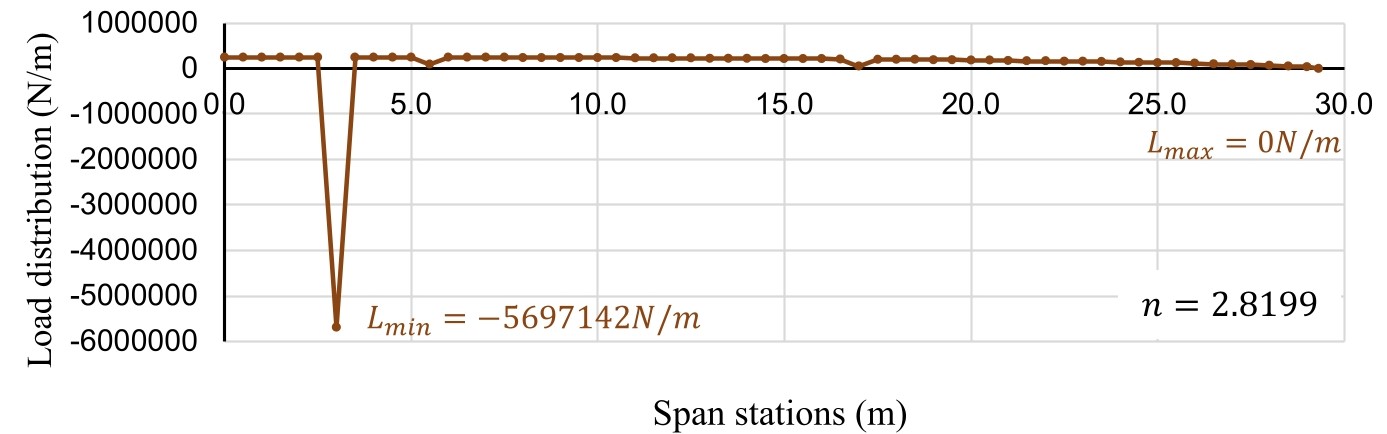 Load distribution (N/m)
1000000
0
-1000000
-2000000
-3000000
-4000000
-5000000
-6000000
0.0 5.0 10.0 15.0 20.0 25.0 30.0
L_max = 0N/m
L_min = −5697142N/m
n = 2.8199
Span stations (m)